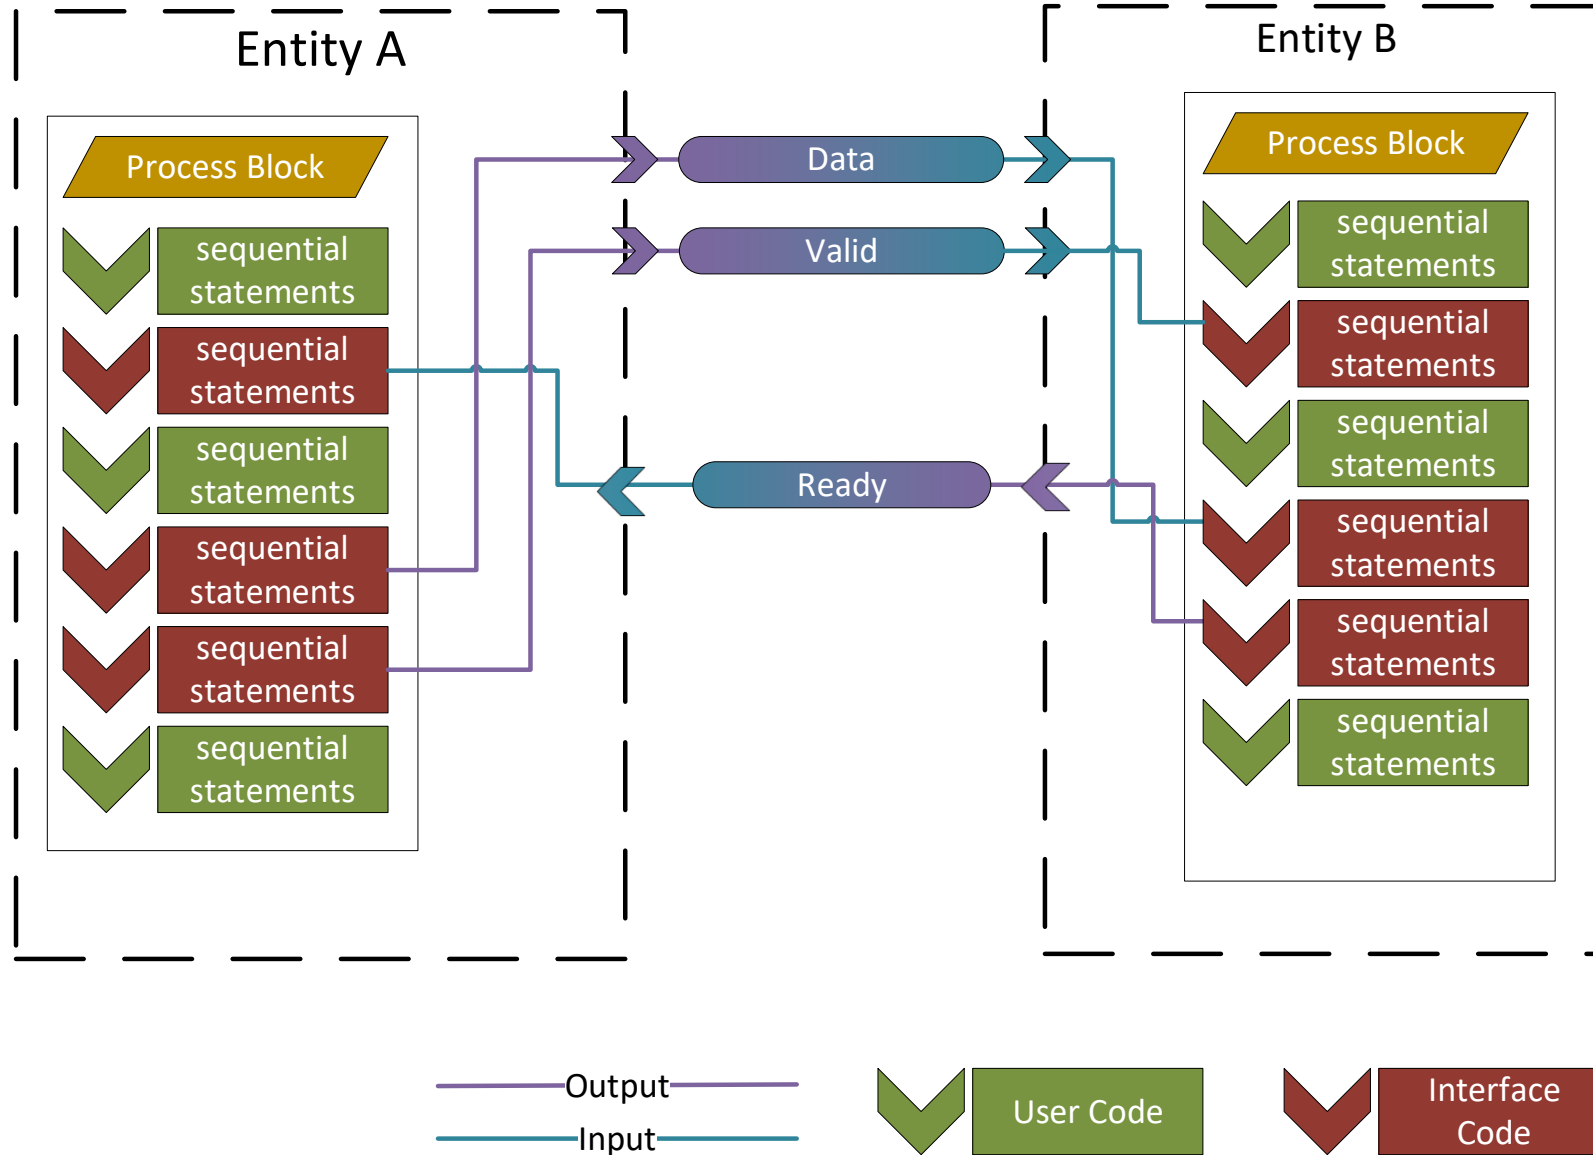 Entity A
Process Block
sequential
statements
sequential
statements
sequential
statements
sequential
statements
sequential
statements
sequential
statements
Data
Valid
Ready
Entity B
Process Block
sequential
statements
sequential
statements
sequential
statements
sequential
statements
sequential
statements
sequential
statements
Output
Input
User Code
Interface
Code